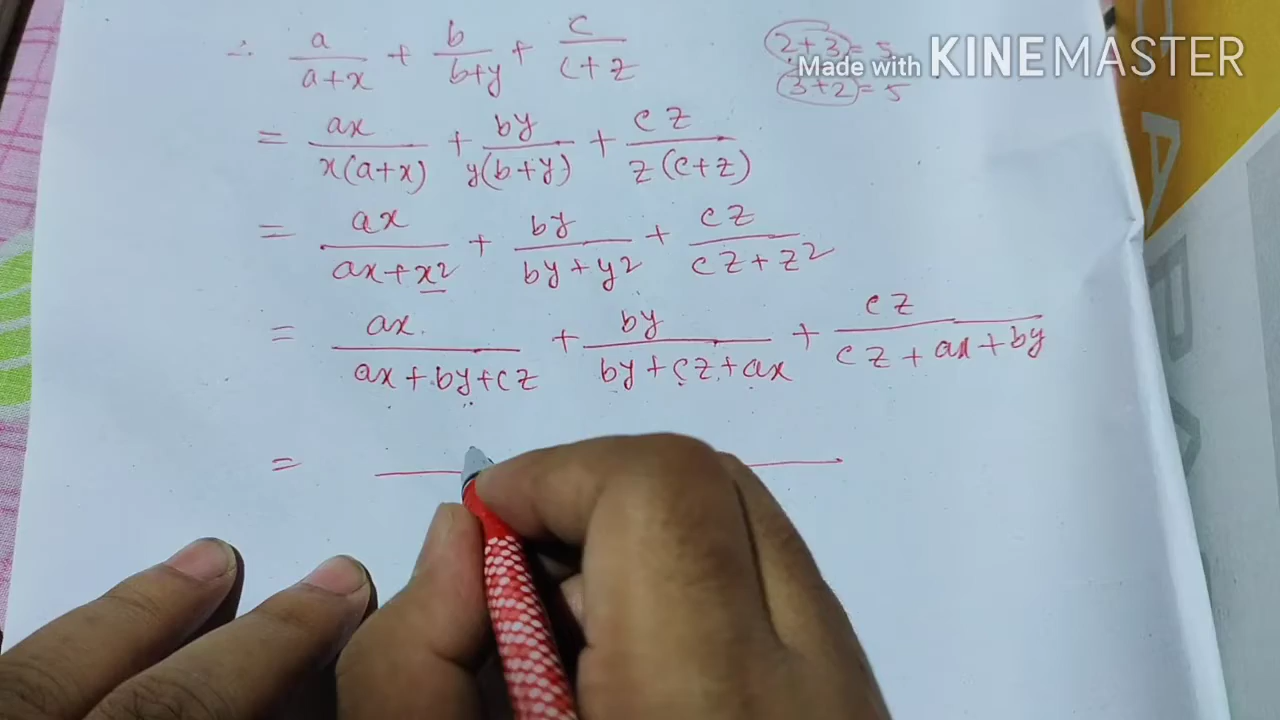 ∴ a/(a+x) + b/(b+y) + c/(c+z)
2+3=5
3+2=5
Made with KINEMASTER
= ax/x(a+x) + by/y(b+y) + cz/z(c+z)
= ax/(ax+x2) + by/(by+y2) + cz/(cz+z2)
= ax/(ax+by+cz) + by/(by+cz+ax) + cz/(cz+ax+by)
=